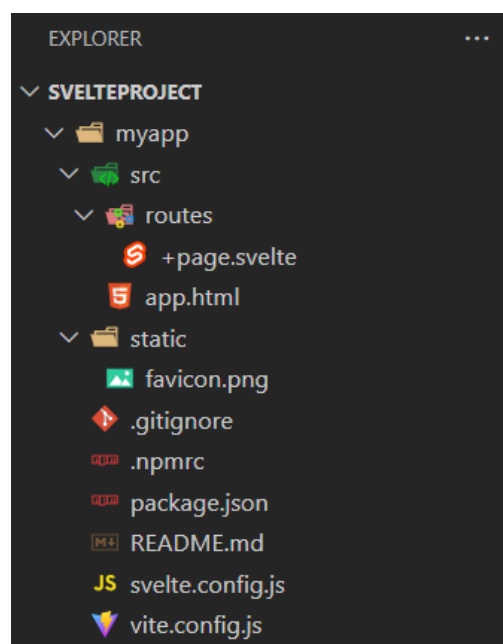 EXPLORER
SVELTEPROJECT
myapp
src
routes
+page.svelte
app.html
static
favicon.png
.gitignore
.npmrc
package.json
README.md
JS svelte.config.js
vite.config.js